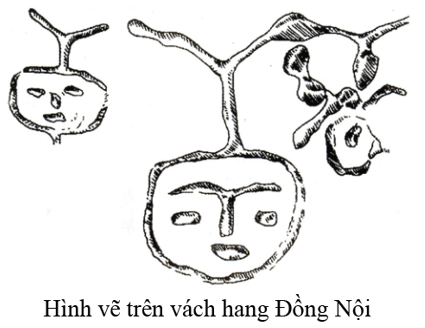 Hình vẽ trên vách hang Đồng Nội